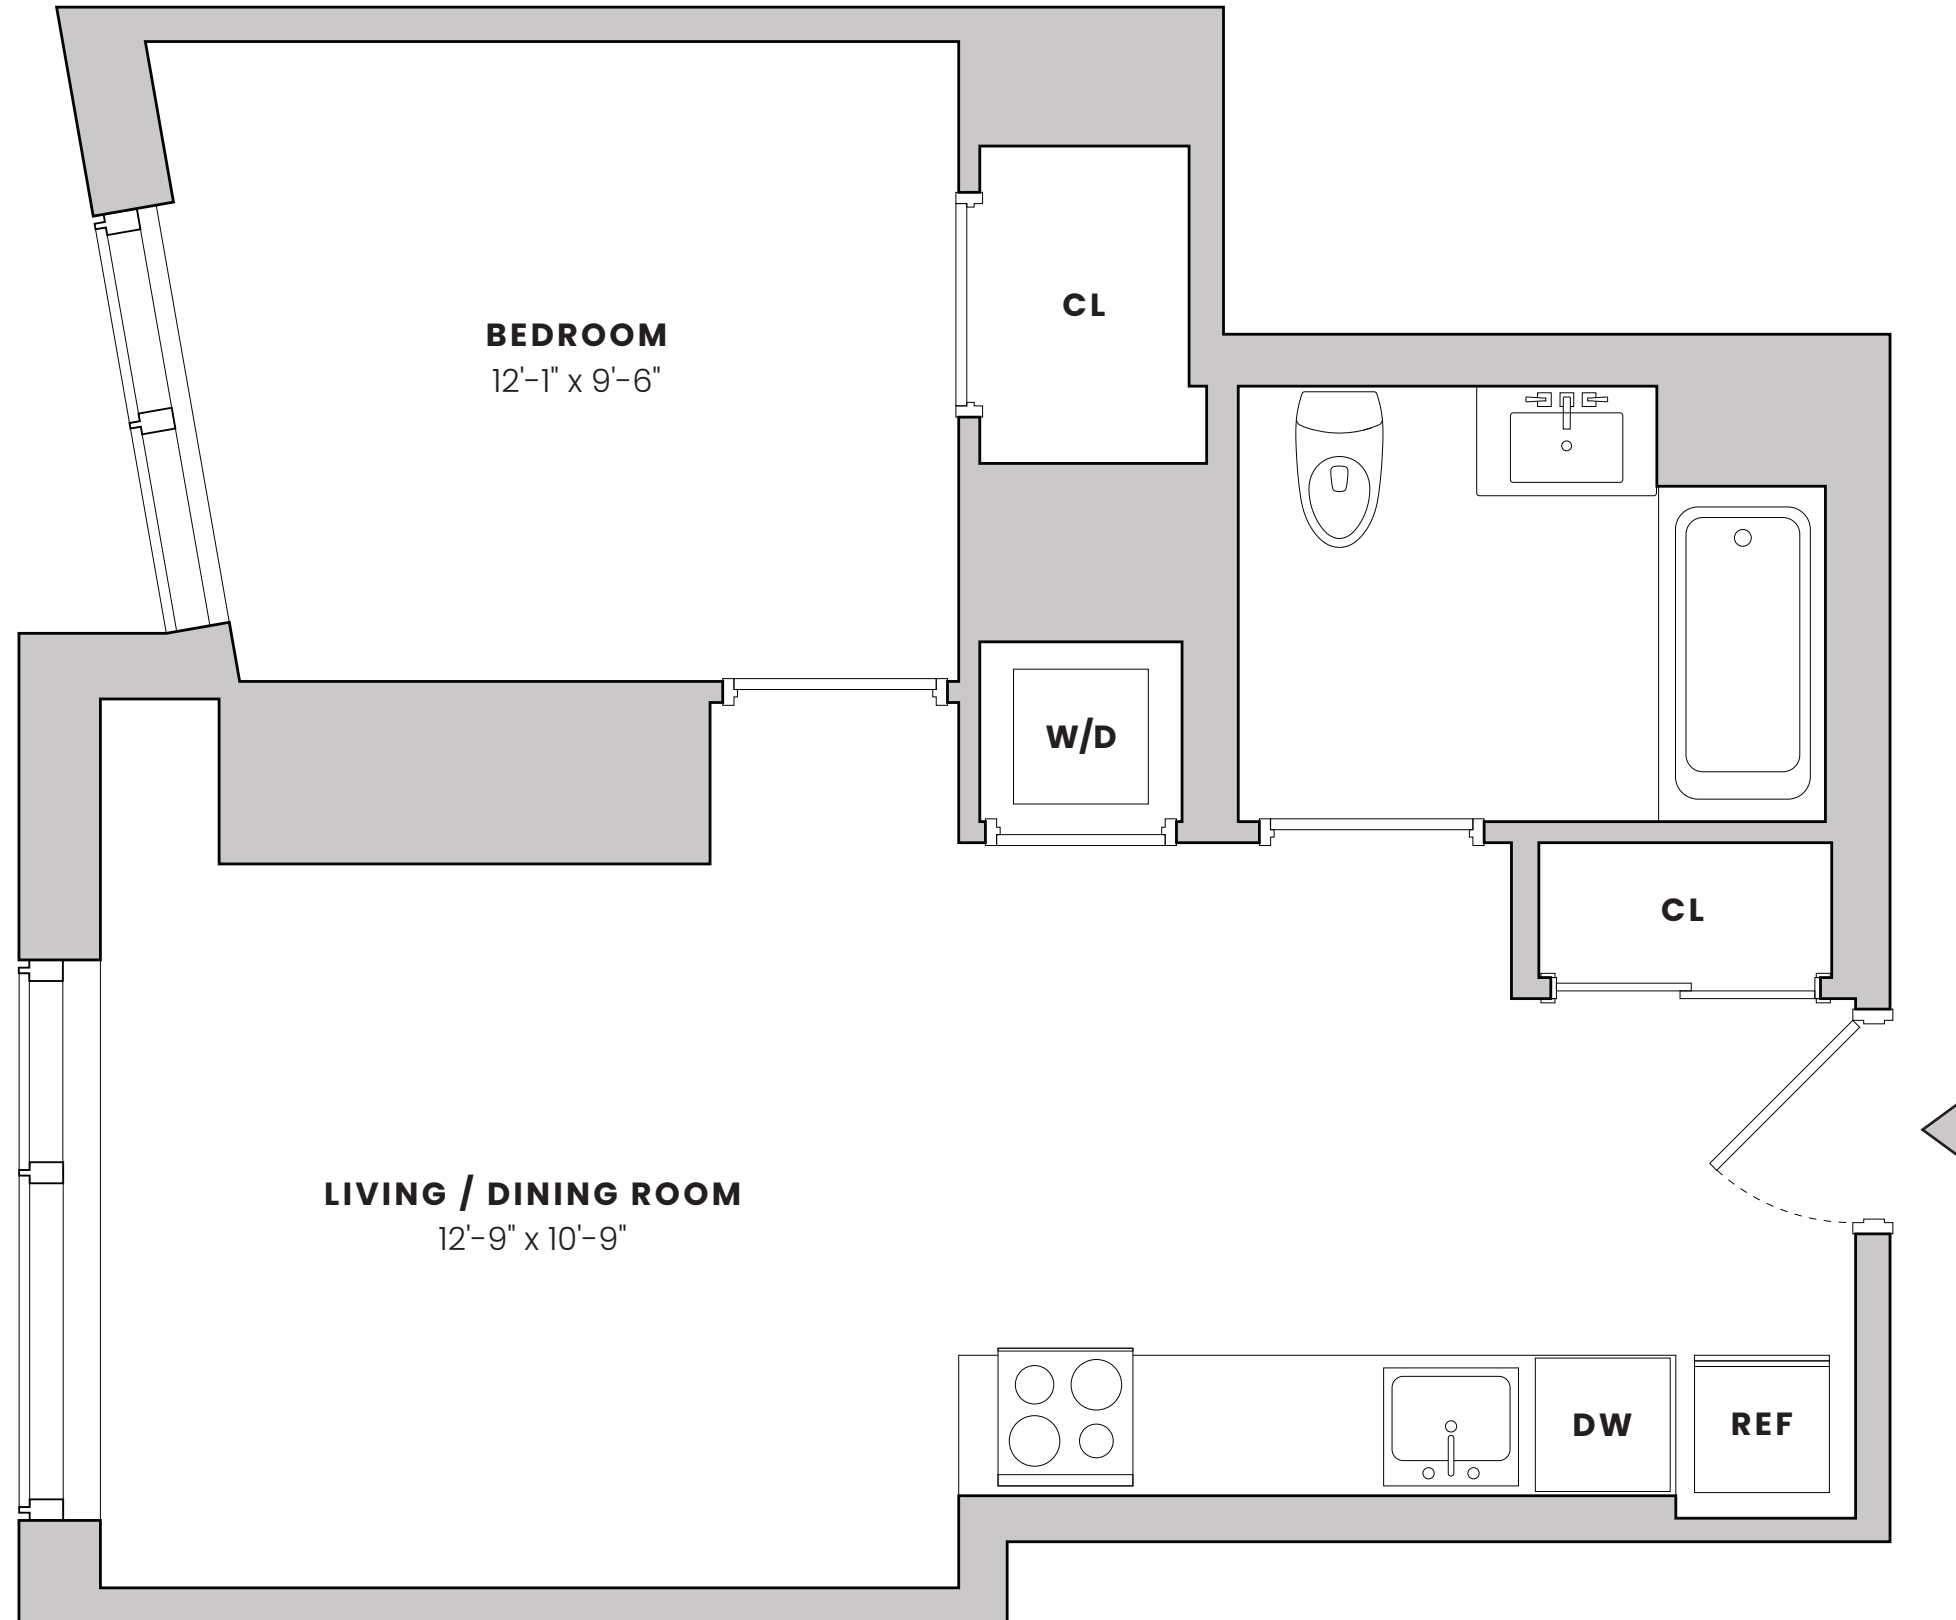 CL
BEDROOM
12'-1" x 9'-6"
W/D
CL
LIVING / DINING ROOM
12'-9" x 10'-9"
DW
REF